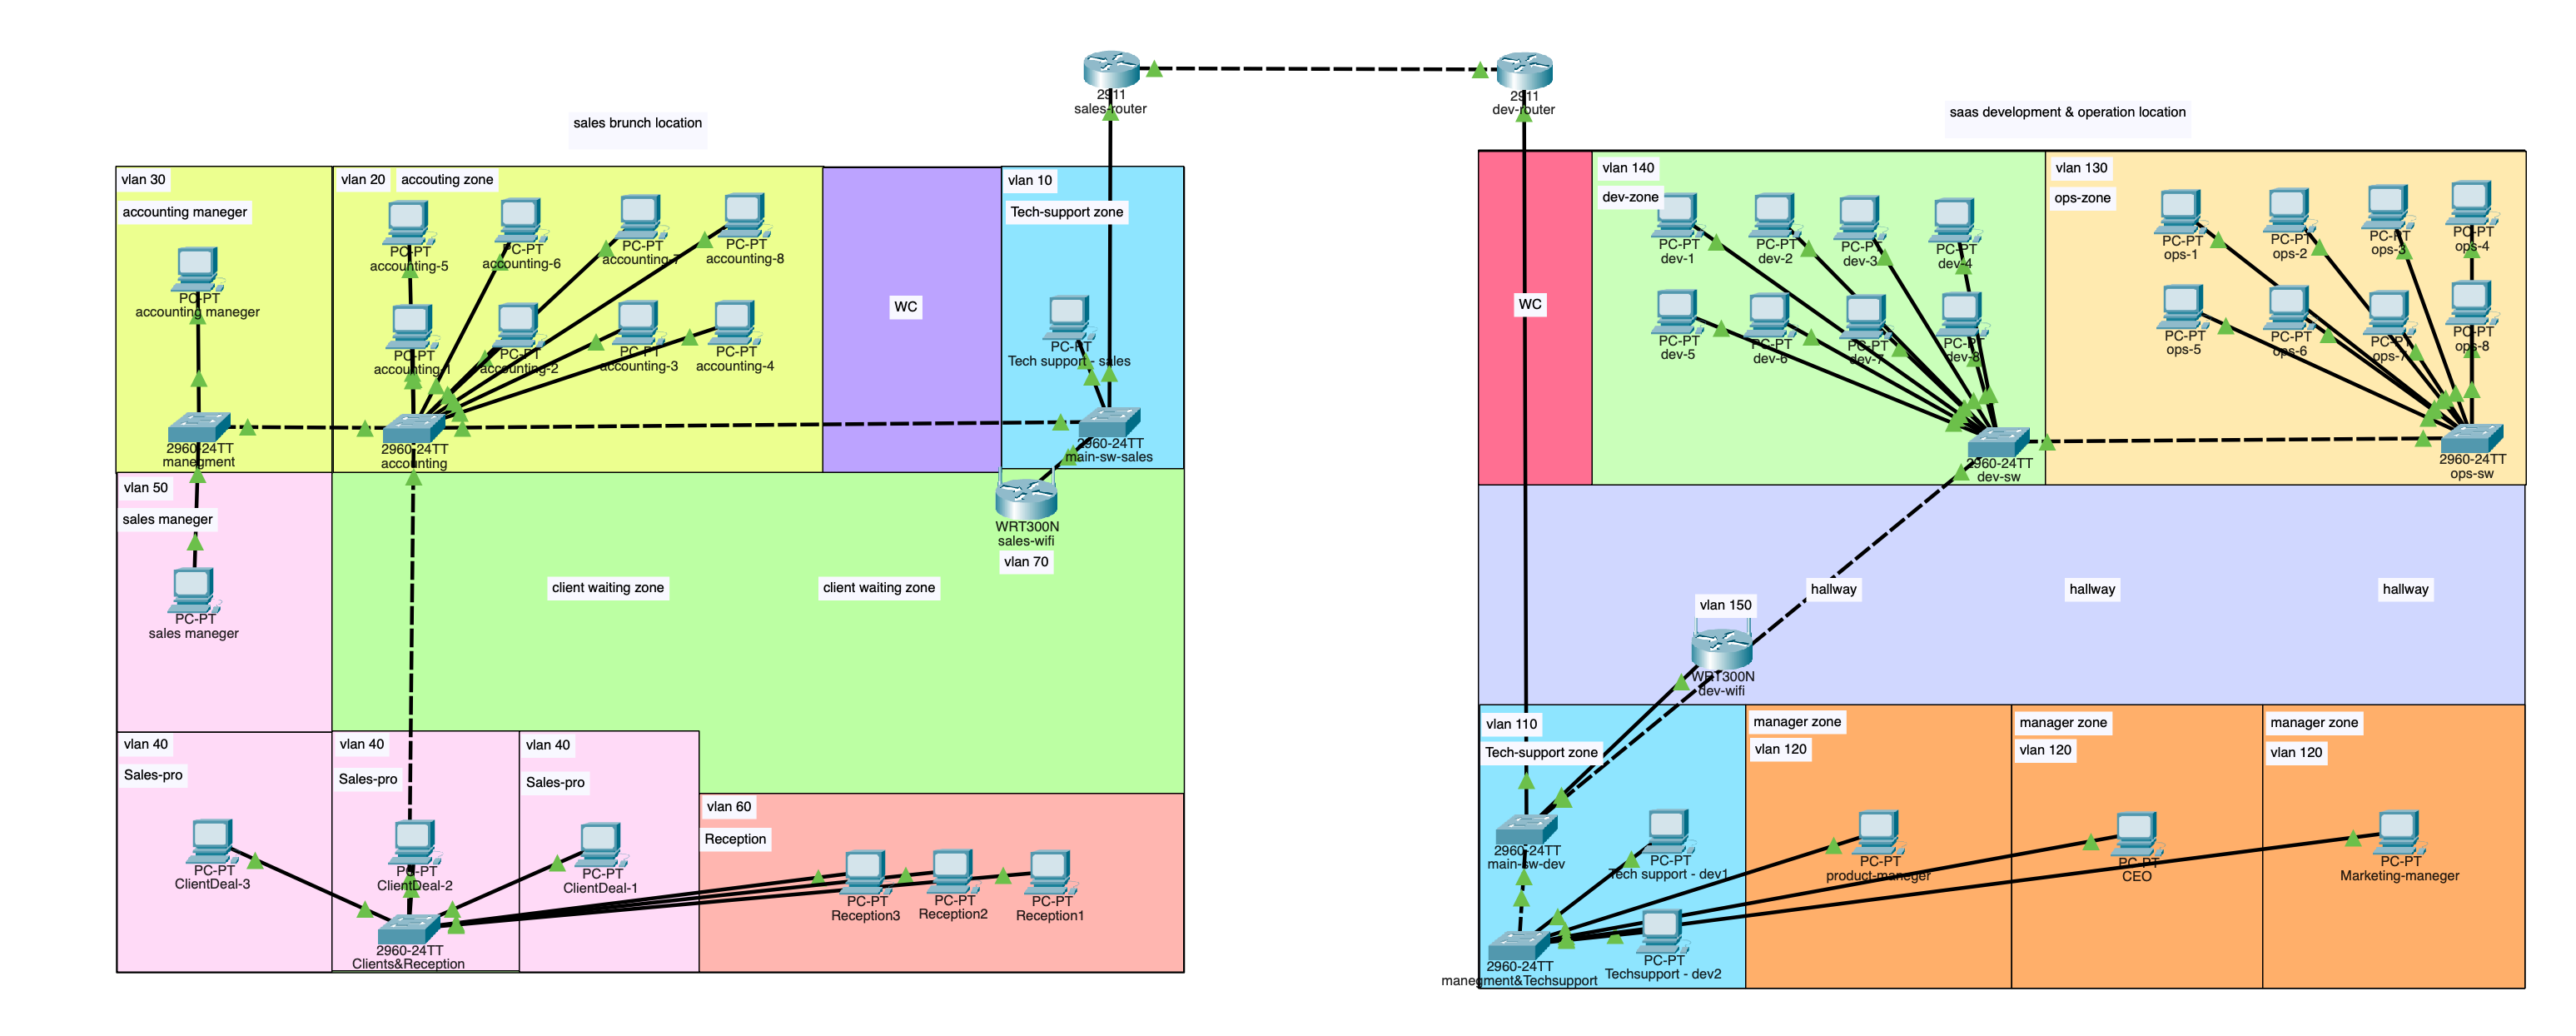 2911
sales-router
2911
dev-router
sales brunch location
saas development & operation location
vlan 30
accounting maneger
PC-PT
accounting maneger
2960-24TT
manegment
vlan 20
accouting zone
PC-PT
accounting-5
PC-PT
accounting-6
PC-PT
accounting-7
PC-PT
accounting-8
PC-PT
accounting-1
PC-PT
accounting-2
PC-PT
accounting-3
PC-PT
accounting-4
2960-24TT
accounting
WC
vlan 10
Tech-support zone
PC-PT
Tech support - sales
2960-24TT
main-sw-sales
WRT300N
sales-wifi
vlan 70
vlan 50
sales maneger
PC-PT
sales maneger
client waiting zone
client waiting zone
vlan 40
Sales-pro
PC-PT
ClientDeal-3
vlan 40
Sales-pro
PC-PT
ClientDeal-2
2960-24TT
Clients&Reception
vlan 40
Sales-pro
PC-PT
ClientDeal-1
vlan 60
Reception
PC-PT
Reception3
PC-PT
Reception2
PC-PT
Reception1
WC
vlan 140
dev-zone
PC-PT
dev-1
PC-PT
dev-2
PC-PT
dev-3
PC-PT
dev-4
PC-PT
dev-5
PC-PT
dev-6
PC-PT
dev-7
PC-PT
dev-8
2960-24TT
dev-sw
vlan 130
ops-zone
PC-PT
ops-1
PC-PT
ops-2
PC-PT
ops-3
PC-PT
ops-4
PC-PT
ops-5
PC-PT
ops-6
PC-PT
ops-7
PC-PT
ops-8
2960-24TT
ops-sw
hallway
hallway
hallway
vlan 150
WRT300N
dev-wifi
vlan 110
Tech-support zone
2960-24TT
main-sw-dev
PC-PT
Tech support - dev1
2960-24TT
manegment&Techsupport
PC-PT
Techsupport - dev2
manager zone
vlan 120
PC-PT
product-maneger
manager zone
vlan 120
PC-PT
CEO
manager zone
vlan 120
PC-PT
Marketing-maneger